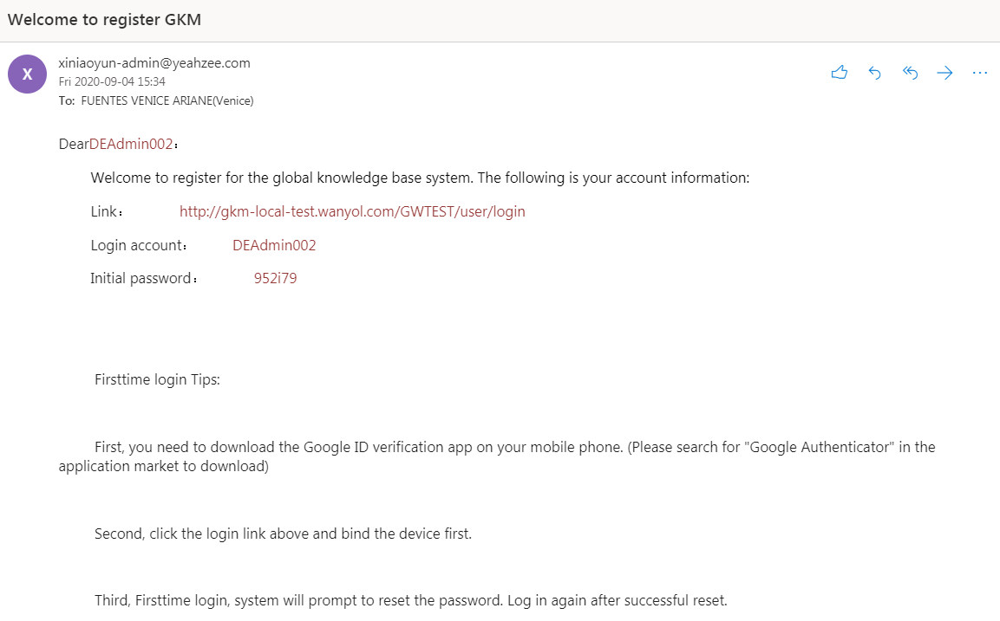 Welcome to register GKM
X
xiniaoyun-admin@yeahzee.com
Fri 2020-09-04 15:34
To: FUENTES VENICE ARIANE(Venice)
DearDEAdmin002：
Welcome to register for the global knowledge base system. The following is your account information:
Link： http://gkm-local-test.wanyol.com/GWTEST/user/login
Login account： DEAdmin002
Initial password： 952i79
Firsttime login Tips:
First, you need to download the Google ID verification app on your mobile phone. (Please search for "Google Authenticator" in the
application market to download)
Second, click the login link above and bind the device first.
Third, Firsttime login, system will prompt to reset the password. Log in again after successful reset.